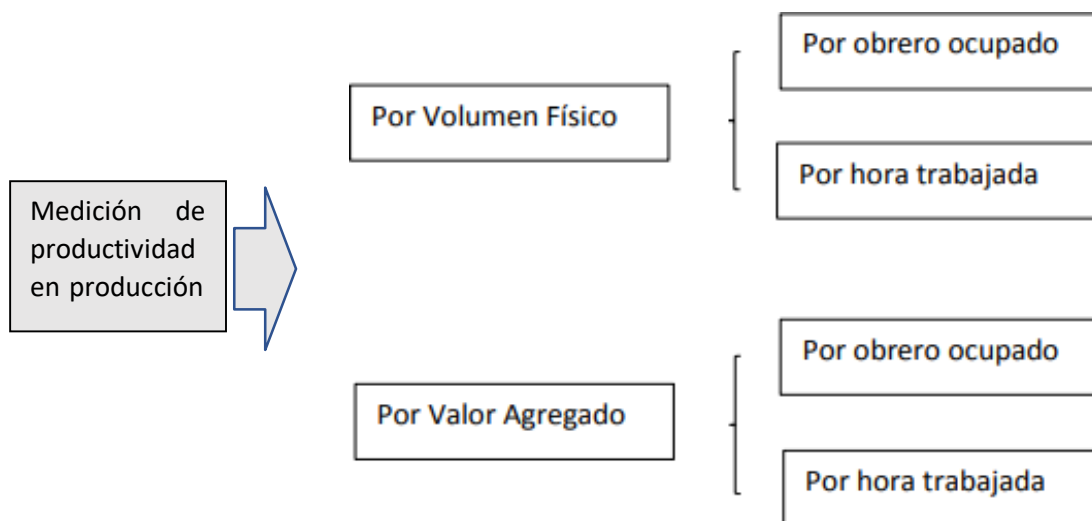 Medición de
productividad
en producción
Por Volumen Físico
Por obrero ocupado
Por hora trabajada
Por Valor Agregado
Por obrero ocupado
Por hora trabajada